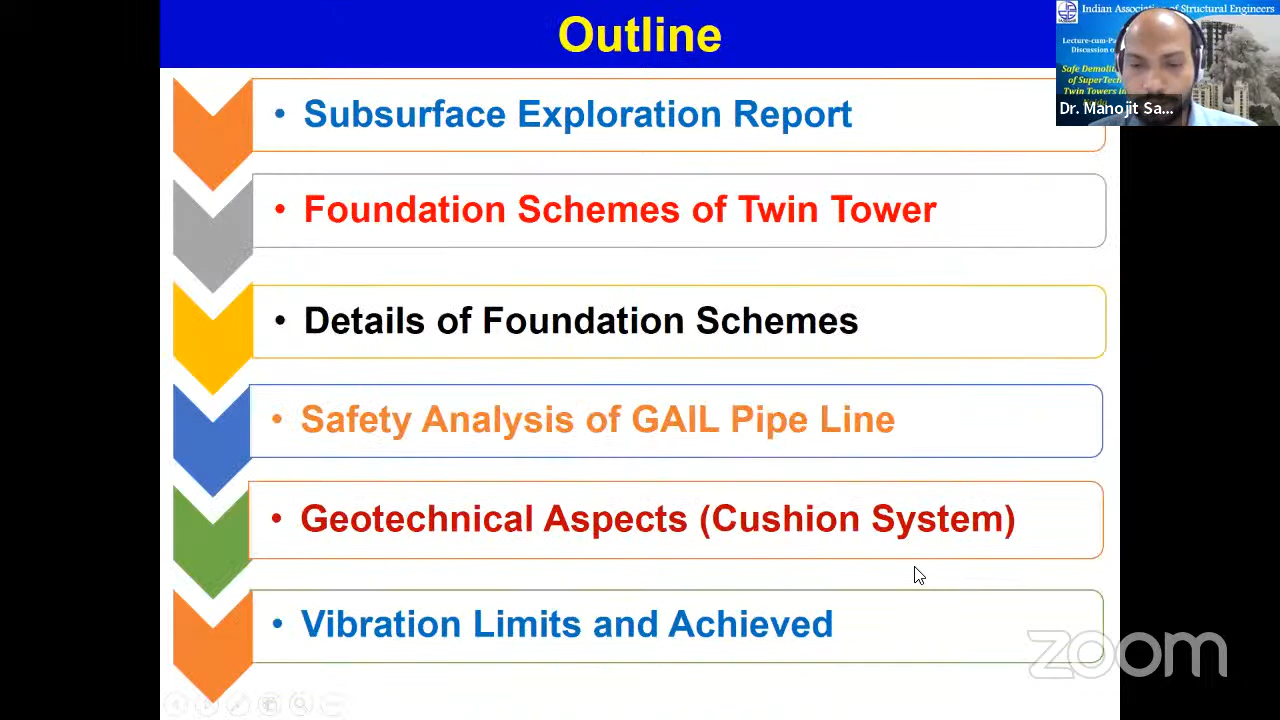 Outline
Indian Association of Structural Engineers
Lecture-cum-Pa
Discussion o
Safe Demoliti
of SuperTech
Twin Towers in
Dr. Manojit Sa...
• Subsurface Exploration Report
• Foundation Schemes of Twin Tower
• Details of Foundation Schemes
• Safety Analysis of GAIL Pipe Line
• Geotechnical Aspects (Cushion System)
• Vibration Limits and Achieved
zoom